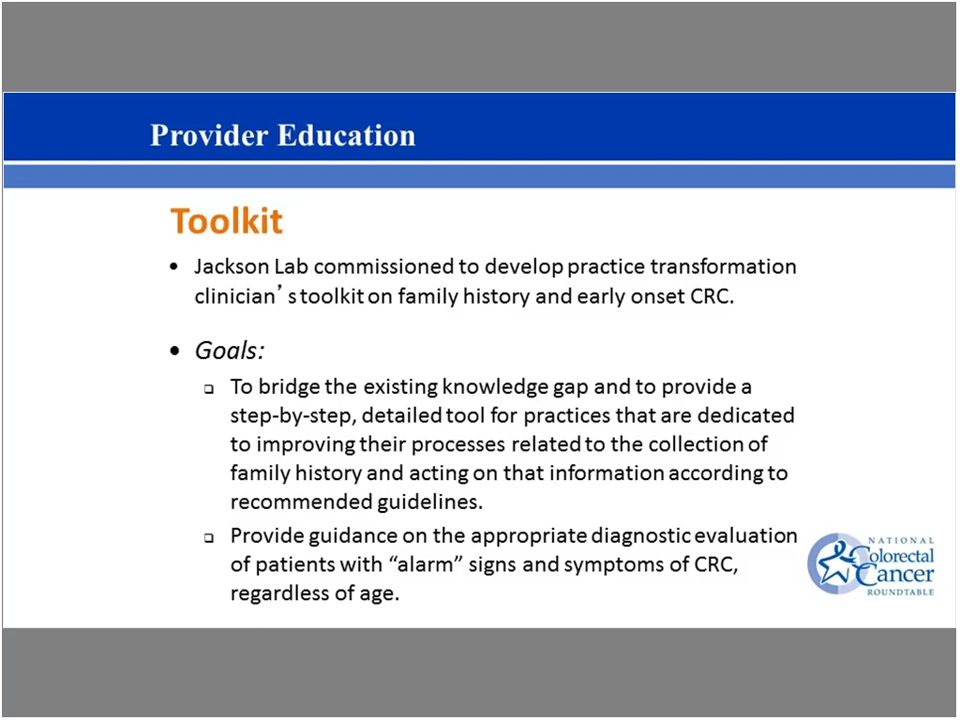 Provider Education
Toolkit
• Jackson Lab commissioned to develop practice transformation
clinician’s toolkit on family history and early onset CRC.
• Goals:
❑ To bridge the existing knowledge gap and to provide a
step-by-step, detailed tool for practices that are dedicated
to improving their processes related to the collection of
family history and acting on that information according to
recommended guidelines.
❑ Provide guidance on the appropriate diagnostic evaluation
of patients with “alarm” signs and symptoms of CRC,
regardless of age.
NATIONAL
Colorectal
Cancer
ROUNDTABLE